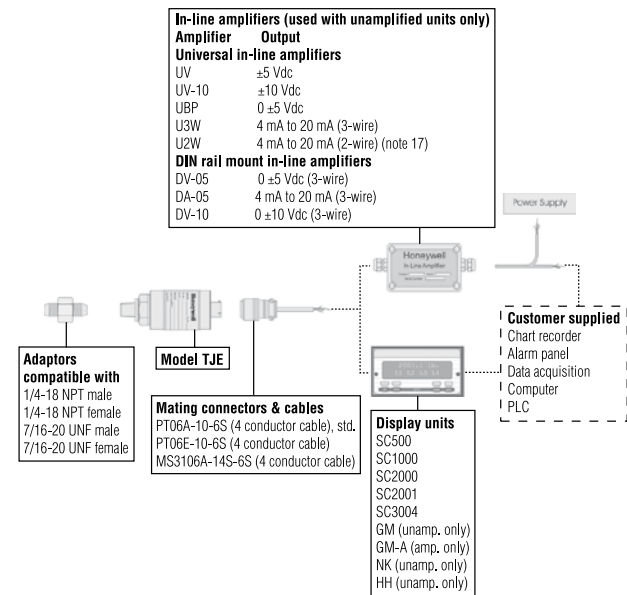 In-line amplifiers (used with unamplified units only)
Amplifier Output
Universal in-line amplifiers
UV ±5 Vdc
UV-10 ±10 Vdc
UBP 0 ±5 Vdc
U3W 4 mA to 20 mA (3-wire)
U2W 4 mA to 20 mA (2-wire) (note 17)
DIN rail mount in-line amplifiers
DV-05 0 ±5 Vdc (3-wire)
DA-05 4 mA to 20 mA (3-wire)
DV-10 0 ±10 Vdc (3-wire)
Power Supply
Honeywell
In-Line Amplifier
Honeywell
Adaptors
compatible with
1/4-18 NPT male
1/4-18 NPT female
7/16-20 UNF male
7/16-20 UNF female
Model TJE
Mating connectors & cables
PT06A-10-6S (4 conductor cable), std.
PT06E-10-6S (4 conductor cable)
MS3106A-14S-6S (4 conductor cable)
Display units
SC500
SC1000
SC2000
SC2001
SC3004
GM (unamp. only)
GM-A (amp. only)
NK (unamp. only)
HH (unamp. only)
Customer supplied
Chart recorder
Alarm panel
Data acquisition
Computer
PLC